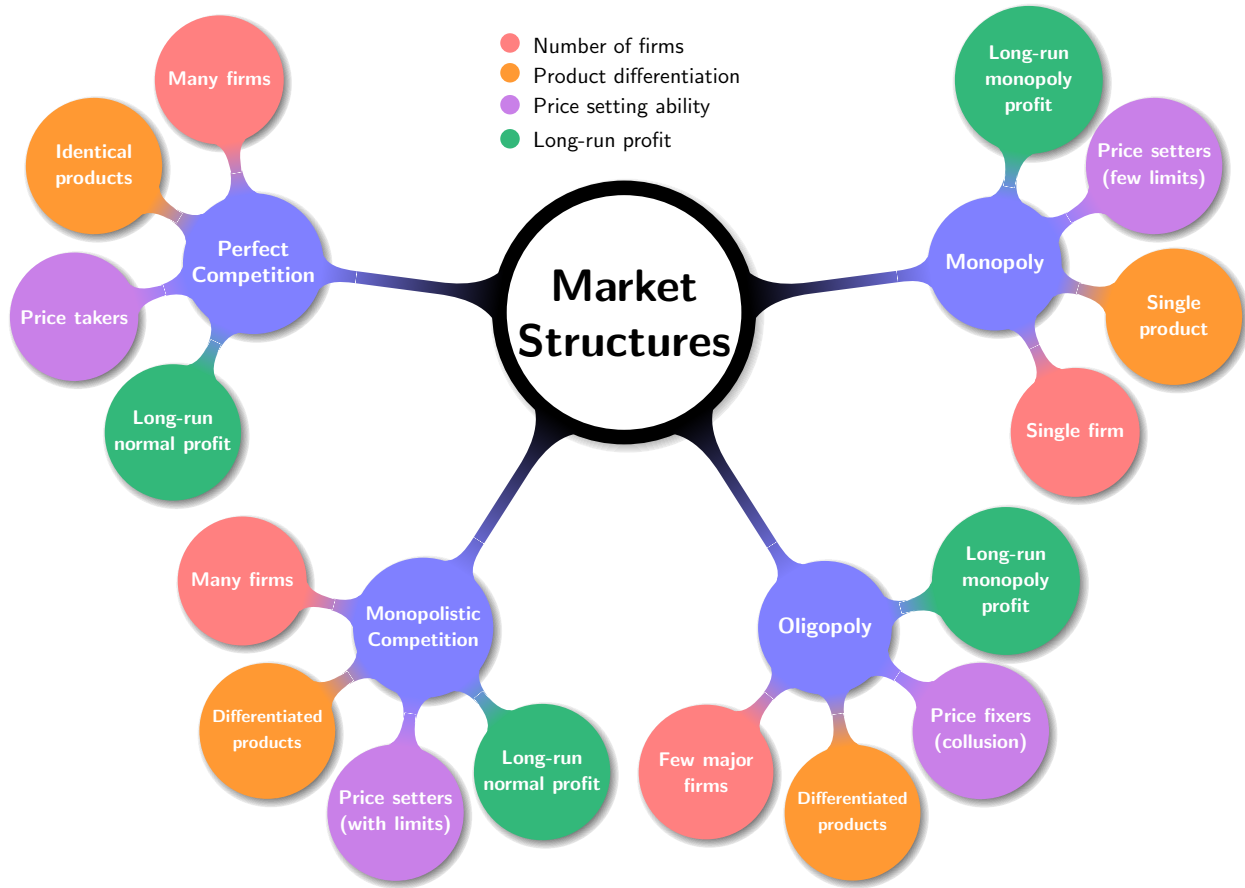 Number of firms
Product differentiation
Price setting ability
Long-run profit
Market
Structures
Perfect
Competition
Many firms
Identical
products
Price takers
Long-run
normal profit
Monopolistic
Competition
Many firms
Differentiated
products
Price setters
(with limits)
Long-run
normal profit
Oligopoly
Few major
firms
Differentiated
products
Price fixers
(collusion)
Long-run
monopoly
profit
Monopoly
Single firm
Single
product
Price setters
(few limits)
Long-run
monopoly
profit